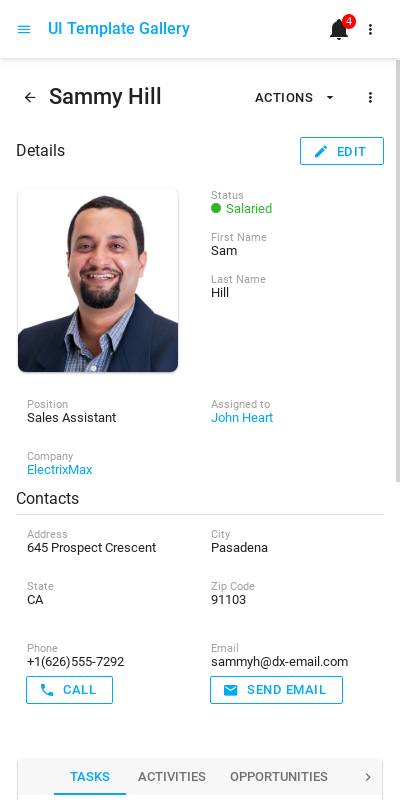 UI Template Gallery
4
Sammy Hill
ACTIONS
Details
EDIT
Status
Salaried
First Name
Sam
Last Name
Hill
Position
Sales Assistant
Assigned to
John Heart
Company
ElectrixMax
Contacts
Address
645 Prospect Crescent
City
Pasadena
State
CA
Zip Code
91103
Phone
+1(626)555-7292
CALL
Email
sammyh@dx-email.com
SEND EMAIL
TASKS ACTIVITIES OPPORTUNITIES